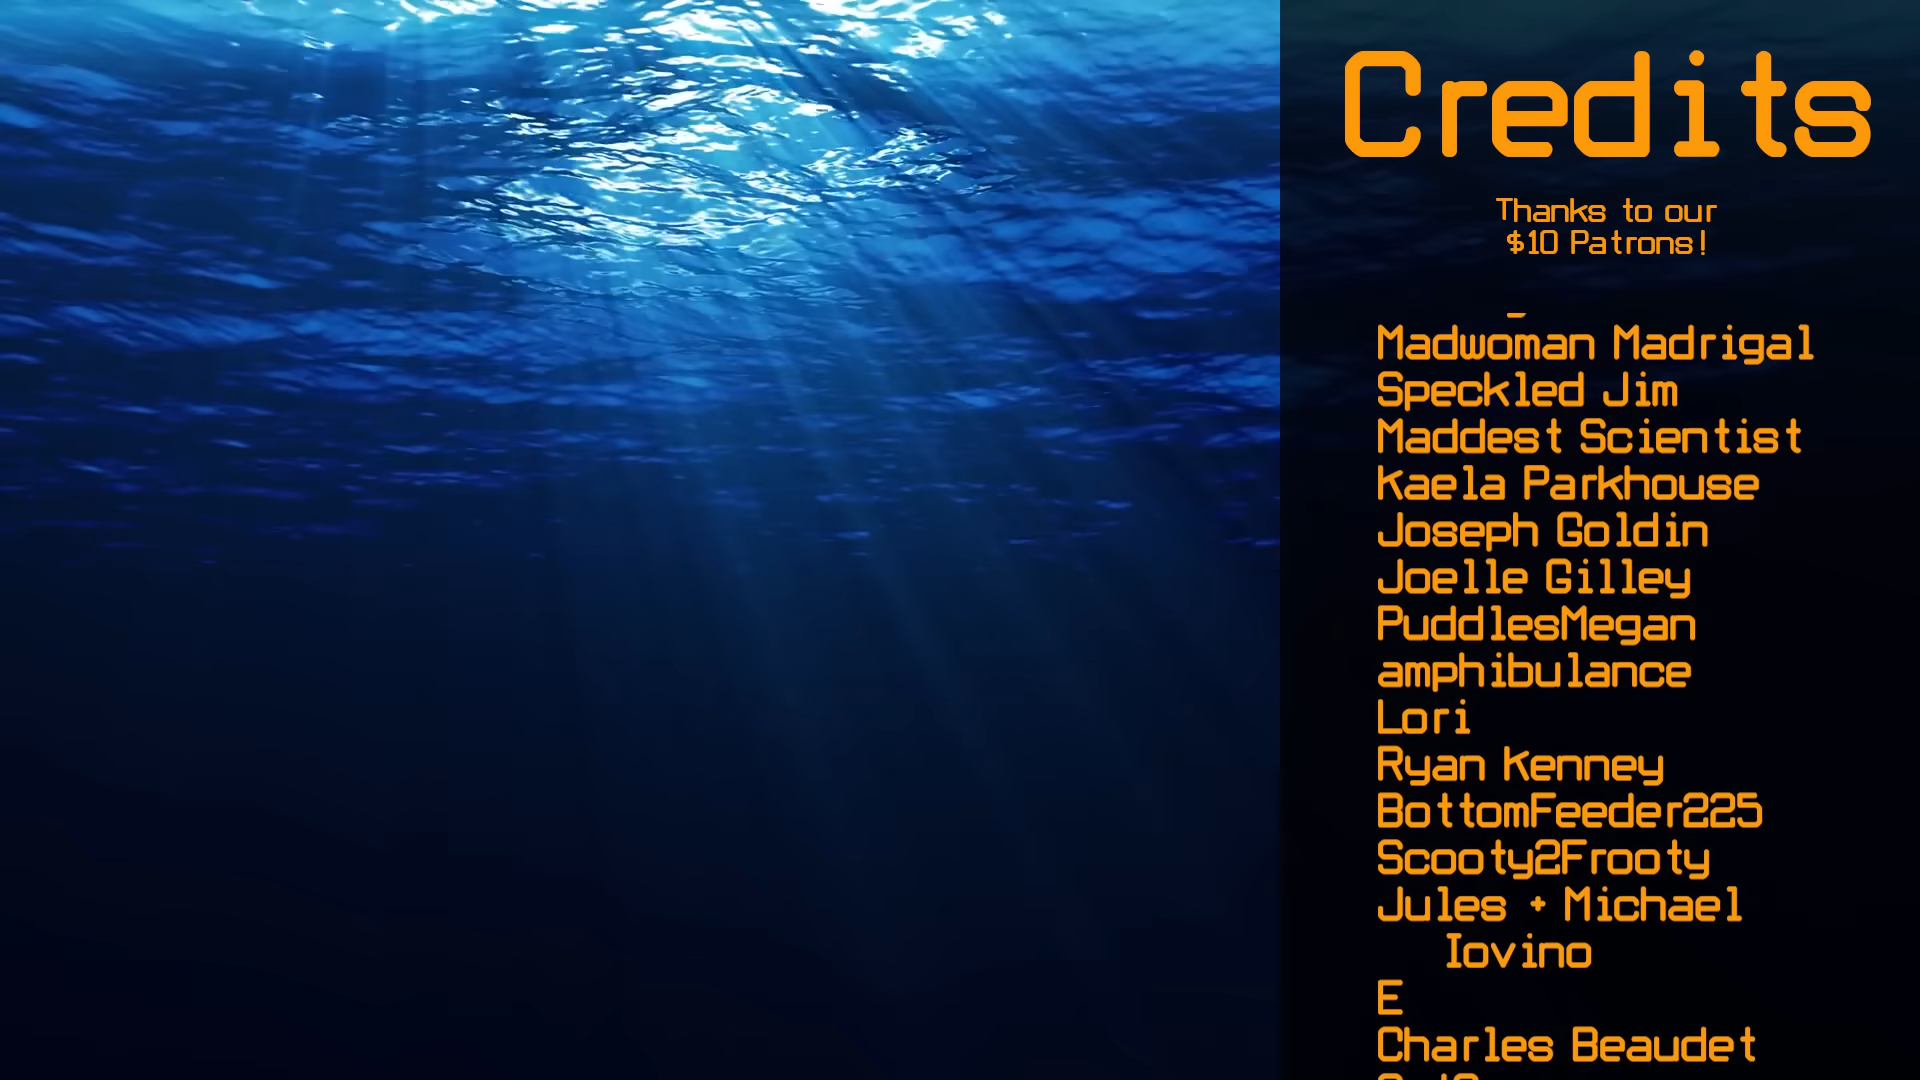 Credits
Thanks to our
$10 Patrons!
Madwoman Madrigal
Speckled Jim
Maddest Scientist
Kaela Parkhouse
Joseph Goldin
Joelle Gilley
PuddlesMegan
amphibulance
Lori
Ryan Kenney
BottomFeeder225
Scooty2Frooty
Jules + Michael
Iovino
E
Charles Beaudet